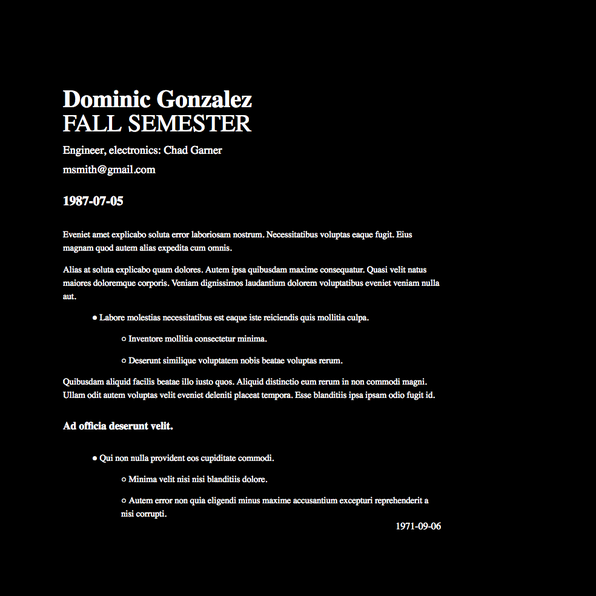 Dominic Gonzalez
FALL SEMESTER
Engineer, electronics: Chad Garner
msmith@gmail.com
1987-07-05
Eveniet amet explicabo soluta error laboriosam nostrum. Necessitatibus voluptas eaque fugit. Eius
magnam quod autem alias expedita cum omnis.
Alias at soluta explicabo quam dolores. Autem ipsa quibusdam maxime consequatur. Quasi velit natus
maiores doloremque corporis. Veniam dignissimos laudantium dolorem voluptatibus eveniet veniam nulla
aut.
● Labore molestias necessitatibus est eaque iste reiciendis quis mollitia culpa.
○ Inventore mollitia consectetur minima.
○ Deserunt similique voluptatem nobis beatae voluptas rerum.
Quibusdam aliquid facilis beatae illo iusto quos. Aliquid distinctio eum rerum in non commodi magni.
Ullam odit autem voluptas velit eveniet deleniti placeat tempora. Esse blanditiis ipsa ipsam odio fugit id.
Ad officia deserunt velit.
● Qui non nulla provident eos cupiditate commodi.
○ Minima velit nisi nisi blanditiis dolore.
○ Autem error non quia eligendi minus maxime accusantium excepturi reprehenderit a
nisi corrupti.
1971-09-06